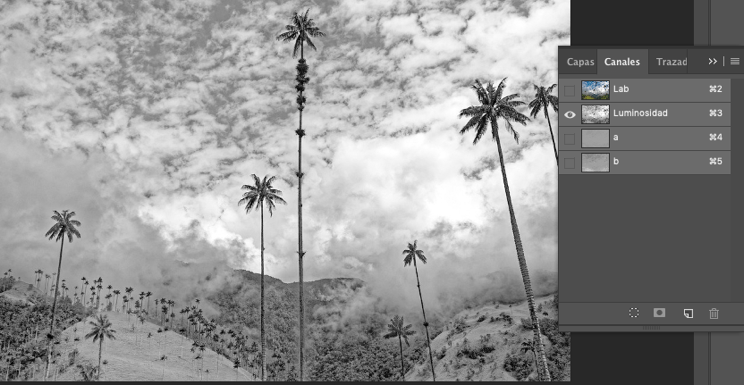 Capas Canales Trazad
Lab ⌘2
Luminosidad ⌘3
a ⌘4
b ⌘5